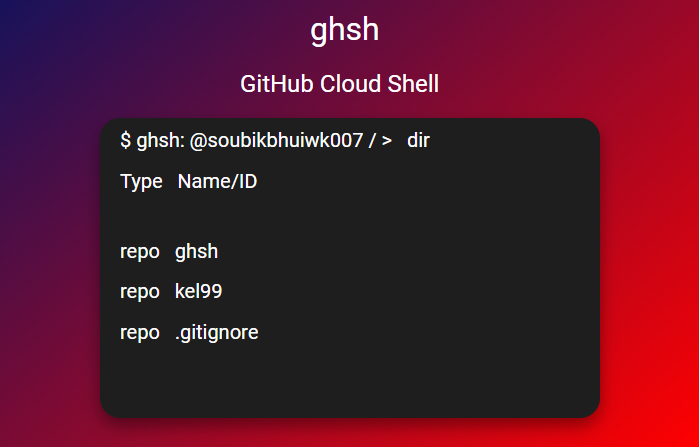 ghsh
GitHub Cloud Shell
$ ghsh: @soubikbhuiwk007 / > dir
Type Name/ID
repo ghsh
repo kel99
repo .gitignore